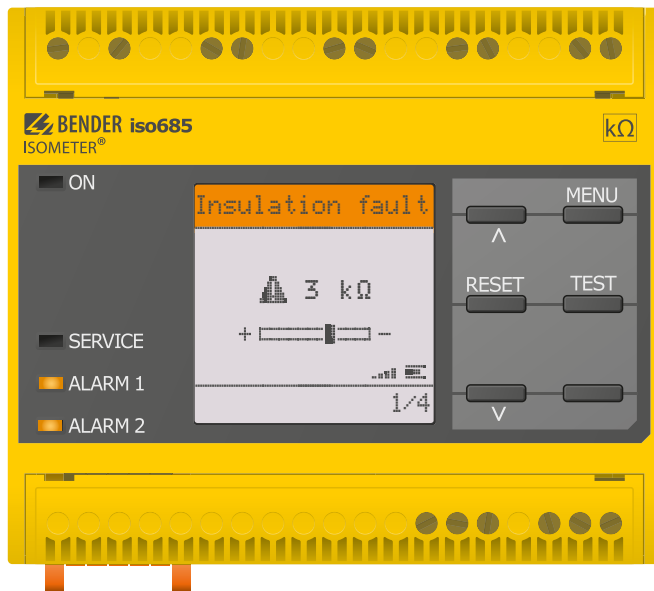 BENDER iso685
ISOMETER®
kΩ
ON
SERVICE
ALARM 1
ALARM 2
Insulation fault
3 kΩ
+ −
1/4
MENU
∧
RESET TEST
∨